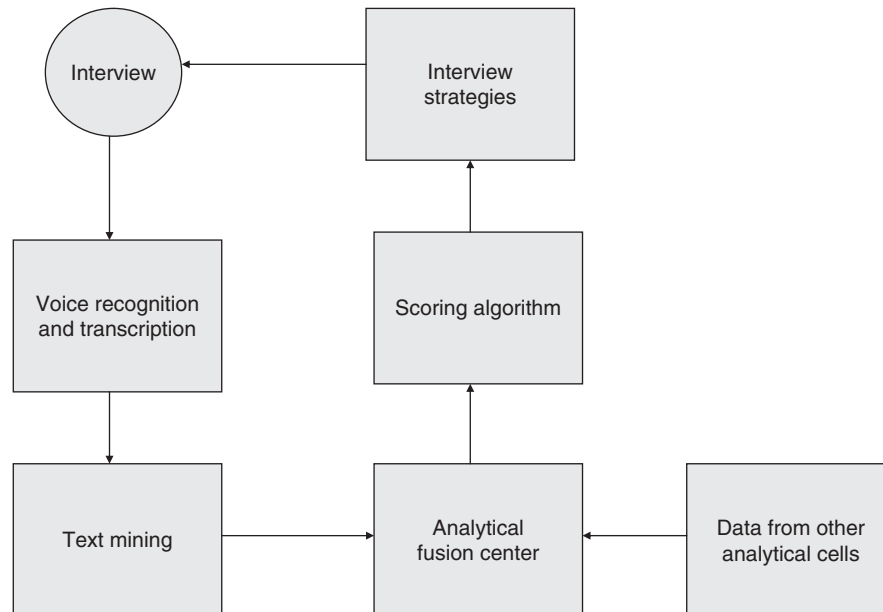 Interview
Interview
strategies
Voice recognition
and transcription
Scoring algorithm
Text mining
Analytical
fusion center
Data from other
analytical cells